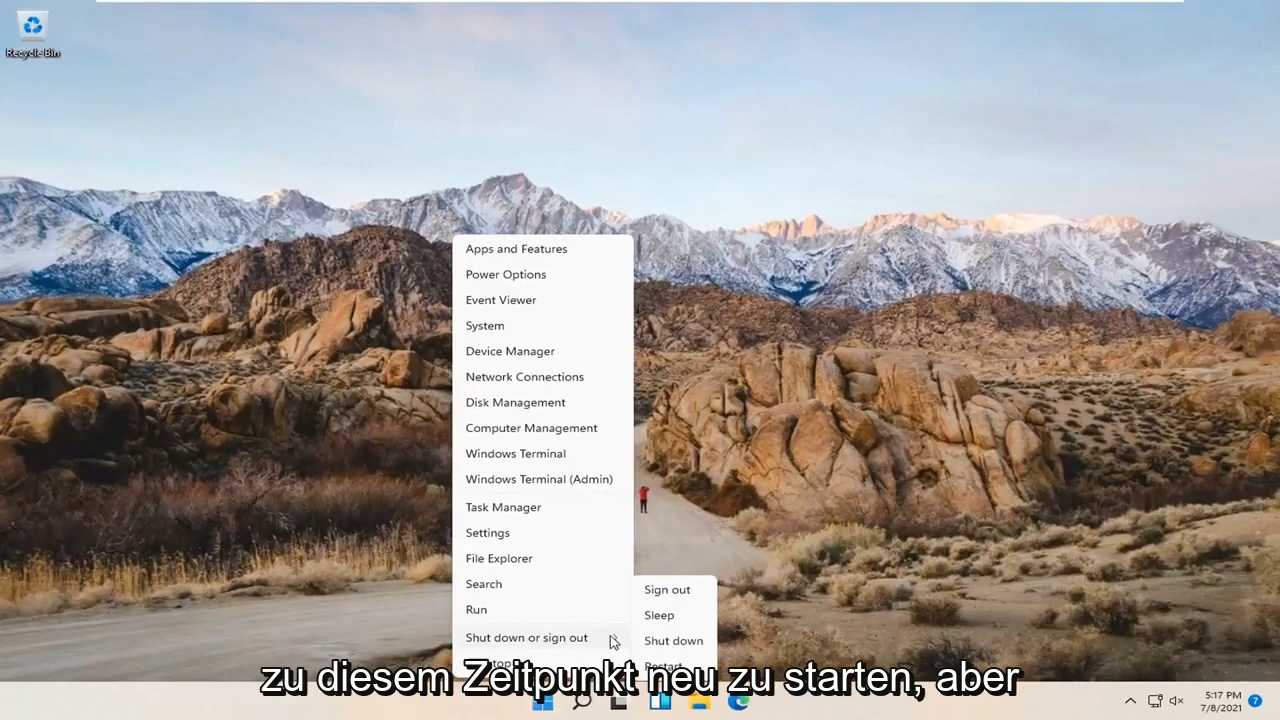 Recycle Bin
Apps and Features
Power Options
Event Viewer
System
Device Manager
Network Connections
Disk Management
Computer Management
Windows Terminal
Windows Terminal (Admin)
Task Manager
Settings
File Explorer
Search
Run
Shut down or sign out
Sign out
Sleep
Shut down
Restart
zu diesem Zeitpunkt neu zu starten, aber
5:17 PM
7/8/2021
7